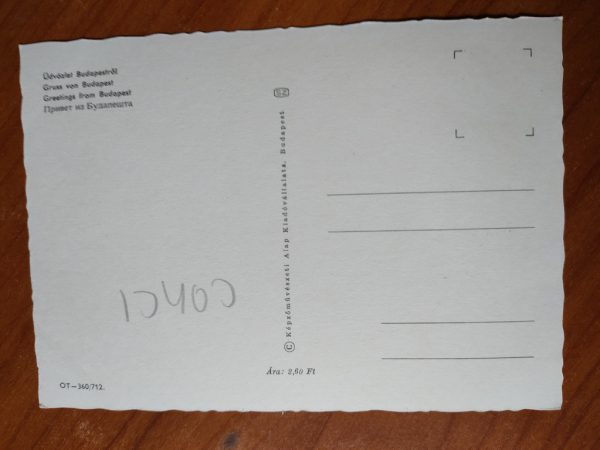 Üdvözlet Budapestről
Gruss von Budapest
Greetings from Budapest
Привет из Будапешта
© Képzőművészeti Alap Kiadóvállalata, Budapest
Ára: 2,60 Ft
OT—360/712.